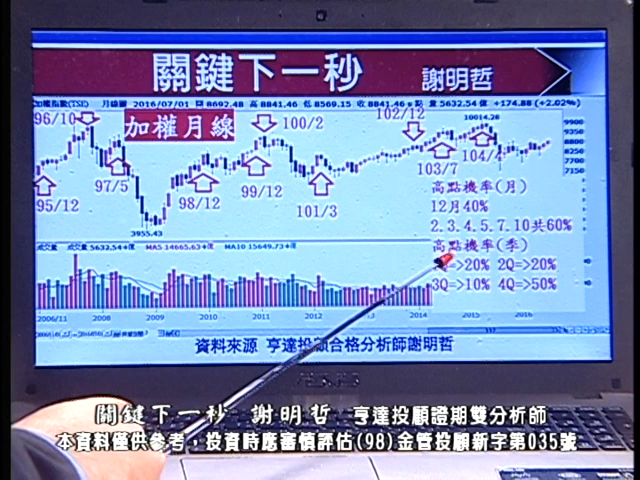 關鍵下一秒 謝明哲
加權指數(TSE) 月線圖 2016/07/01 開 8692.48 高 8841.46 低 8569.15 收 8841.46 s 點 量 5632.54 億 +174.88 (+2.02%)
96/10
加權月線
100/2
102/12
10014.28
9900
9350
8800
8250
7700
7150
97/5
103/7
104/4
95/12
98/12
99/12
101/3
3955.43
高點機率(月)
12月40%
2.3.4.5.7.10共60%
高點機率(季)
=>20% 2Q=>20%
3Q=>10% 4Q=>50%
成交量 成交量 5632.54↑億 MA5 14665.63↓億 MA10 15649.73↓億
2006/11 2008 2009 2010 2011 2012 2013 2014 2015 2016
資料來源 亨達投顧合格分析師謝明哲
關鍵下一秒 謝明哲 亨達投顧證期雙分析師
本資料僅供參考，投資時應審慎評估(98)金管投顧新字第035號